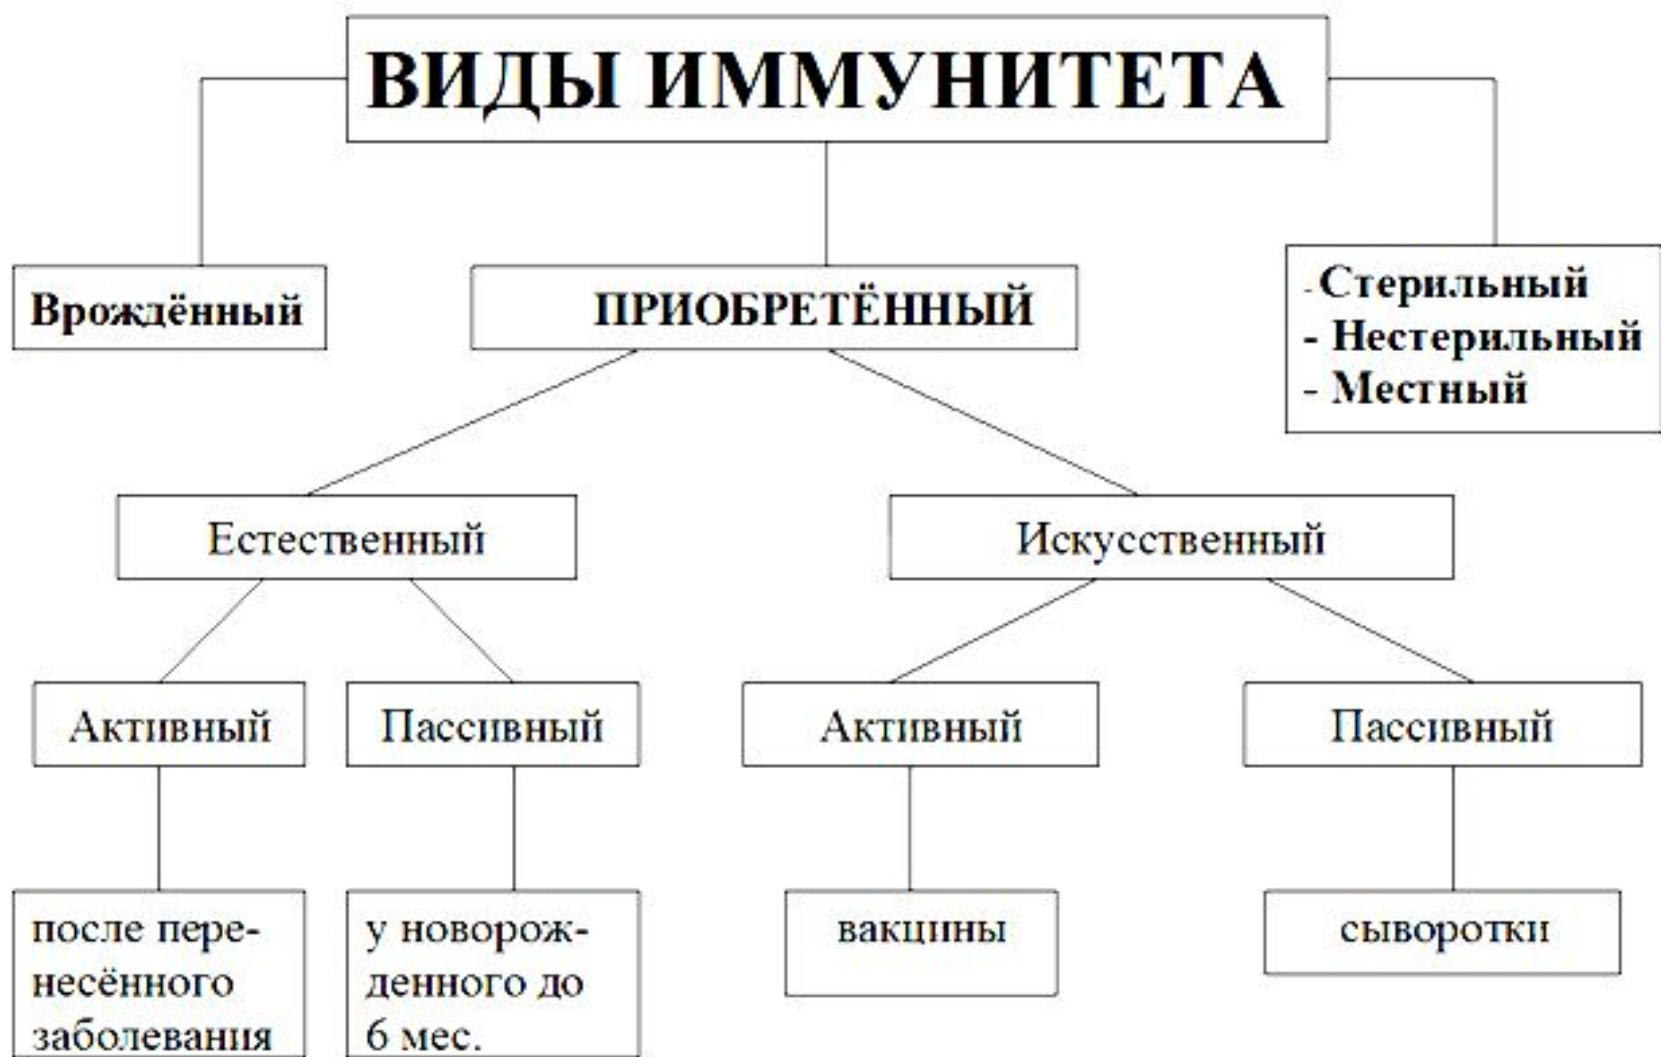 ВИДЫ ИММУНИТЕТА
Врождённый
ПРИОБРЕТЁННЫЙ
- Стерильный
- Нестерильный
- Местный
Естественный
Искусственный
Активный
Пассивный
Активный
Пассивный
после пере-
несённого
заболевания
у новорож-
денного до
6 мес.
вакцины
сыворотки